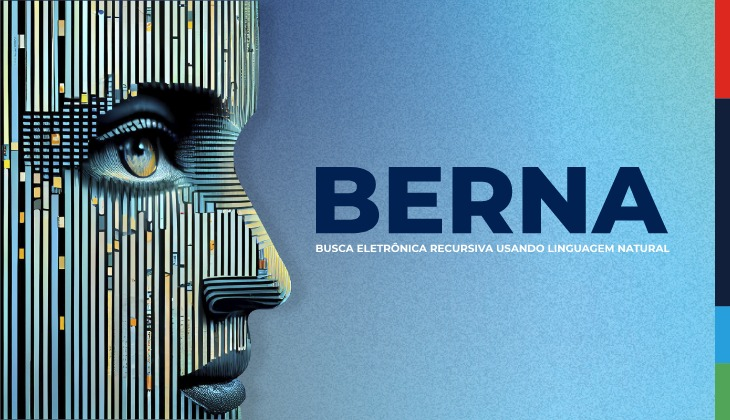 BERNA
BUSCA ELETRÔNICA RECURSIVA USANDO LINGUAGEM NATURAL